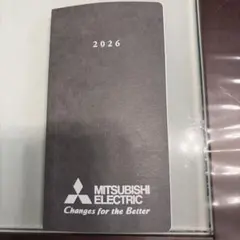 2026
MITSUBISHI
ELECTRIC
Changes for the Better